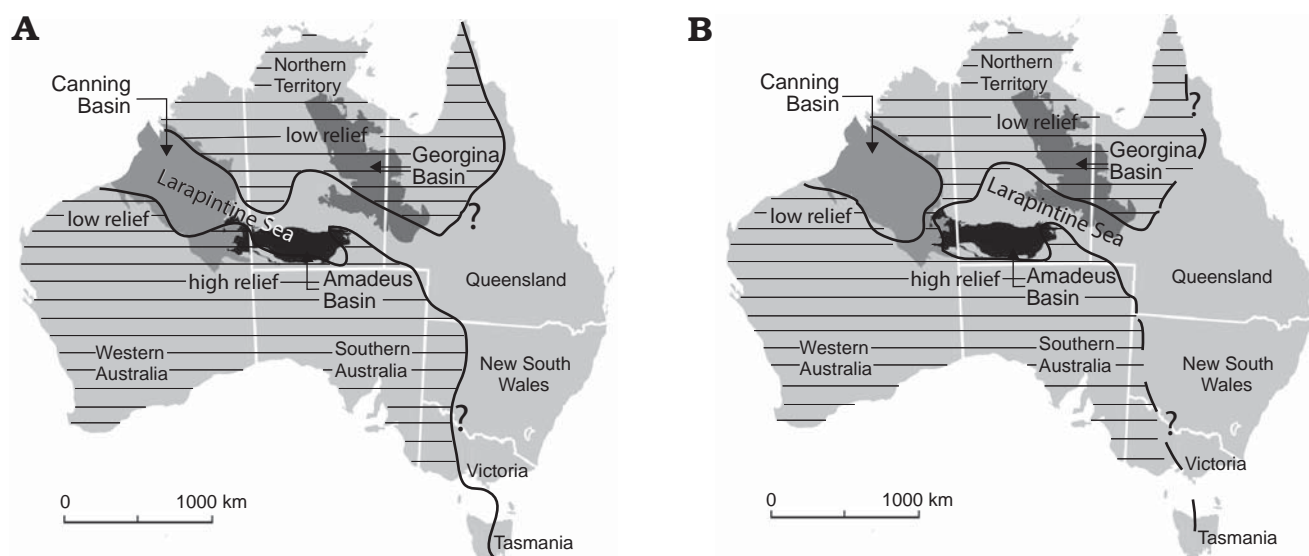 A
Canning
Basin
Northern
Territory
low relief
Georgina
Basin
Larapintine Sea
low relief
?
high relief
Amadeus
Basin
Queensland
Western
Australia
Southern
Australia
New South
Wales
?
Victoria
0 1000 km
Tasmania
B
Canning
Basin
Northern
Territory
?
low relief
Georgina
Basin
Larapintine
Sea
low relief
high relief
Amadeus
Basin
Queensland
Western
Australia
Southern
Australia
New South
Wales
?
Victoria
0 1000 km
Tasmania